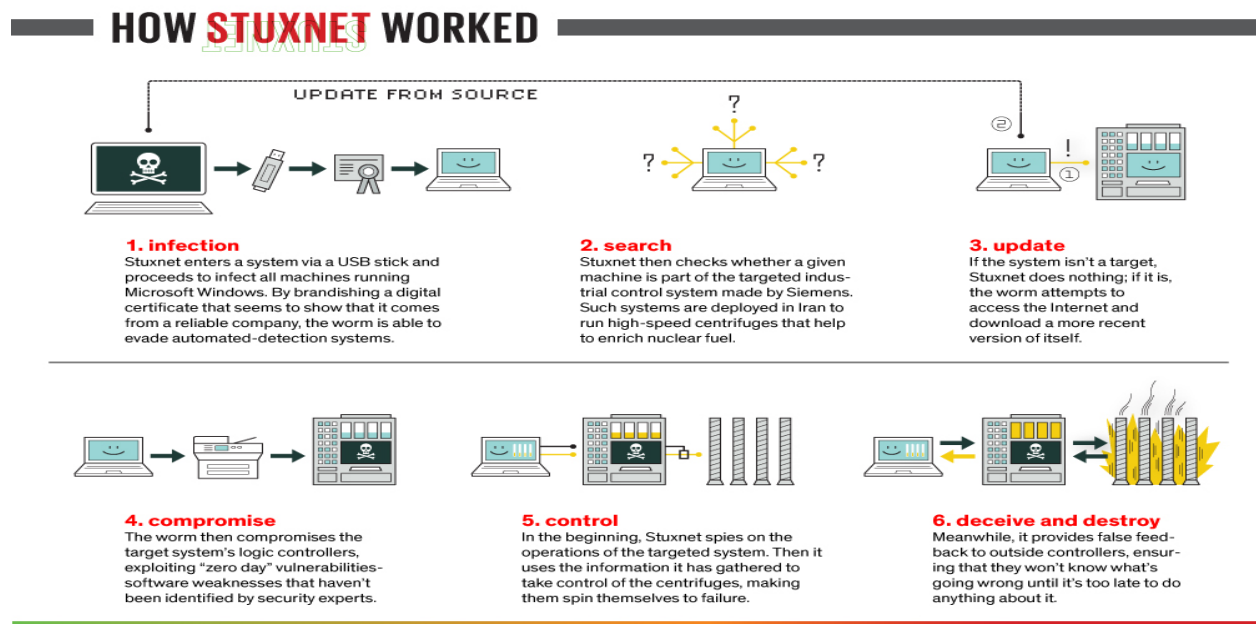 HOW STUXNET WORKED
STUXNET
UPDATE FROM SOURCE
?
?
?
②
!
①
1. infection
Stuxnet enters a system via a USB stick and
proceeds to infect all machines running
Microsoft Windows. By brandishing a digital
certificate that seems to show that it comes
from a reliable company, the worm is able to
evade automated-detection systems.
2. search
Stuxnet then checks whether a given
machine is part of the targeted indus-
trial control system made by Siemens.
Such systems are deployed in Iran to
run high-speed centrifuges that help
to enrich nuclear fuel.
3. update
If the system isn't a target,
Stuxnet does nothing; if it is,
the worm attempts to
access the Internet and
download a more recent
version of itself.
4. compromise
The worm then compromises the
target system's logic controllers,
exploiting “zero day” vulnerabilities-
software weaknesses that haven't
been identified by security experts.
5. control
In the beginning, Stuxnet spies on the
operations of the targeted system. Then it
uses the information it has gathered to
take control of the centrifuges, making
them spin themselves to failure.
6. deceive and destroy
Meanwhile, it provides false feed-
back to outside controllers, ensur-
ing that they won't know what's
going wrong until it's too late to do
anything about it.